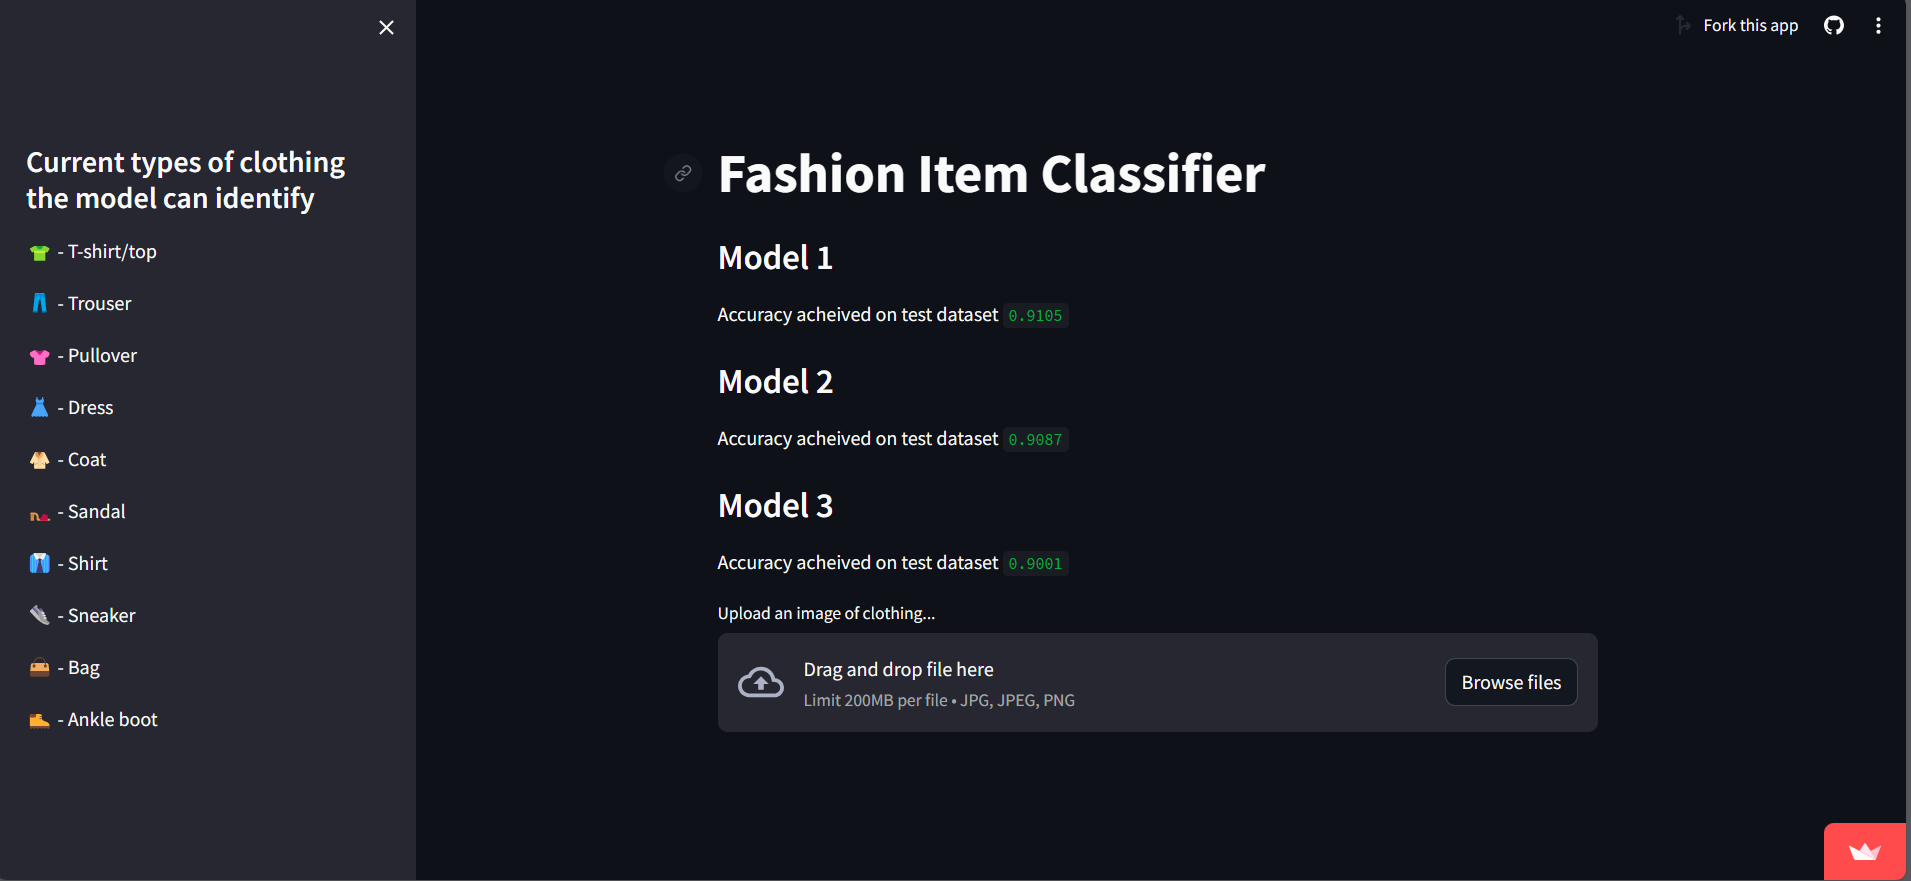 Fork this app
Current types of clothing
the model can identify
- T-shirt/top
- Trouser
- Pullover
- Dress
- Coat
- Sandal
- Shirt
- Sneaker
- Bag
- Ankle boot
Fashion Item Classifier
Model 1
Accuracy acheived on test dataset 0.9105
Model 2
Accuracy acheived on test dataset 0.9087
Model 3
Accuracy acheived on test dataset 0.9001
Upload an image of clothing...
Drag and drop file here
Limit 200MB per file • JPG, JPEG, PNG
Browse files